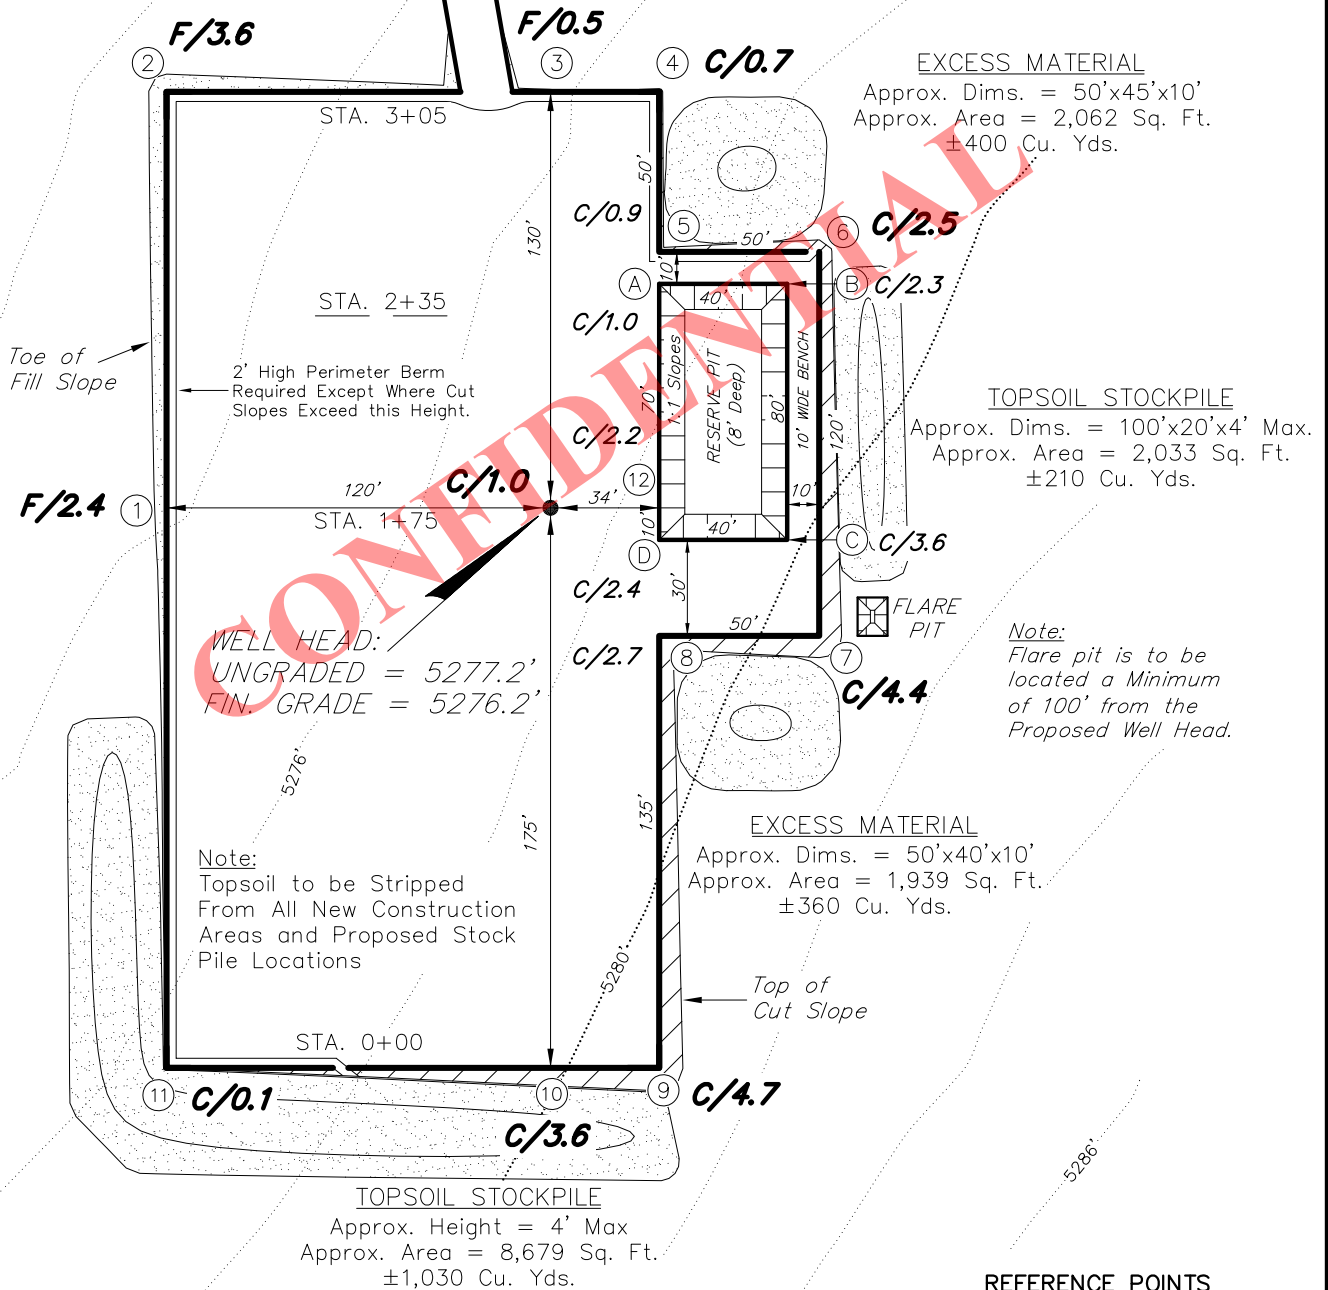 F/3.6
F/0.5
2
3
4
C/0.7
EXCESS MATERIAL
Approx. Dims. = 50'x45'x10'
Approx. Area = 2,062 Sq. Ft.
±400 Cu. Yds.
STA. 3+05
50'
130'
C/0.9
5
50'
6
C/2.5
10'
A
40'
B
C/2.3
STA. 2+35
C/1.0
Toe of
Fill Slope
2' High Perimeter Berm
Required Except Where Cut
Slopes Exceed this Height.
1:1 Slopes
RESERVE PIT
(8' Deep)
70'
80'
10' WIDE BENCH
120'
TOPSOIL STOCKPILE
Approx. Dims. = 100'x20'x4' Max.
Approx. Area = 2,033 Sq. Ft.
±210 Cu. Yds.
C/2.2
CONFIDENTIAL
F/2.4
1
120'
C/1.0
12
34'
10'
STA. 1+75
10'
40'
D
C
C/3.6
C/2.4
30'
FLARE
PIT
50'
WELL HEAD:
UNGRADED = 5277.2'
FIN. GRADE = 5276.2'
C/2.7
8
7
C/4.4
Note:
Flare pit is to be
located a Minimum
of 100' from the
Proposed Well Head.
5276'
175'
135'
EXCESS MATERIAL
Approx. Dims. = 50'x40'x10'
Approx. Area = 1,939 Sq. Ft.
±360 Cu. Yds.
Note:
Topsoil to be Stripped
From All New Construction
Areas and Proposed Stock
Pile Locations
5280'
Top of
Cut Slope
STA. 0+00
11
C/0.1
10
9
C/4.7
C/3.6
5286'
TOPSOIL STOCKPILE
Approx. Height = 4' Max
Approx. Area = 8,679 Sq. Ft.
±1,030 Cu. Yds.
REFERENCE POINTS